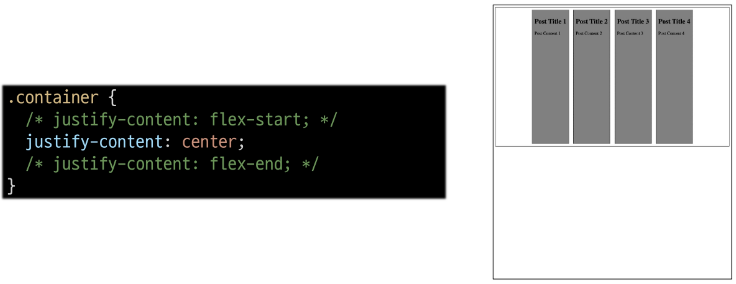 .container {
/* justify-content: flex-start; */
justify-content: center;
/* justify-content: flex-end; */
}
Post Title 1 Post Title 2 Post Title 3 Post Title 4
Post Content 1 Post Content 2 Post Content 3 Post Content 4